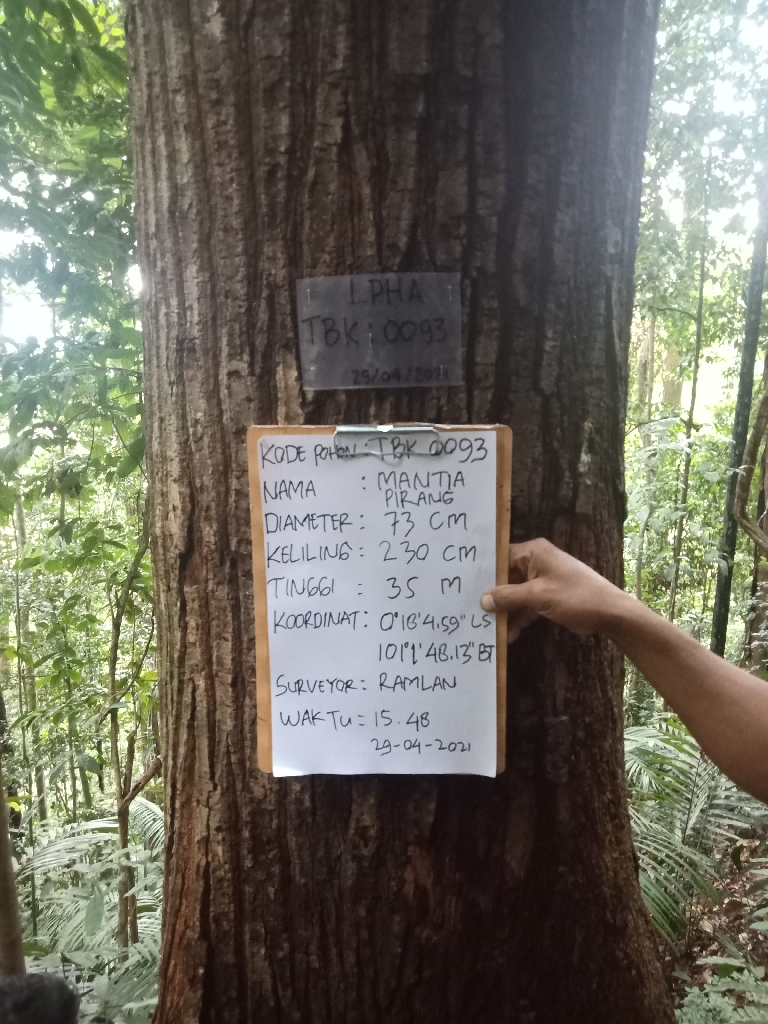 LPHA
TBK : 0093
29/04/2021
KODE POHON : TBK 0093
NAMA : MANTIA
PIRANG
DIAMETER : 73 CM
KELILING : 230 CM
TINGGI : 35 M
KOORDINAT : 0°18'4.59" LS
101°1'48.13" BT
SURVEYOR = RAMLAN
WAKTU = 15.48
29-04-2021